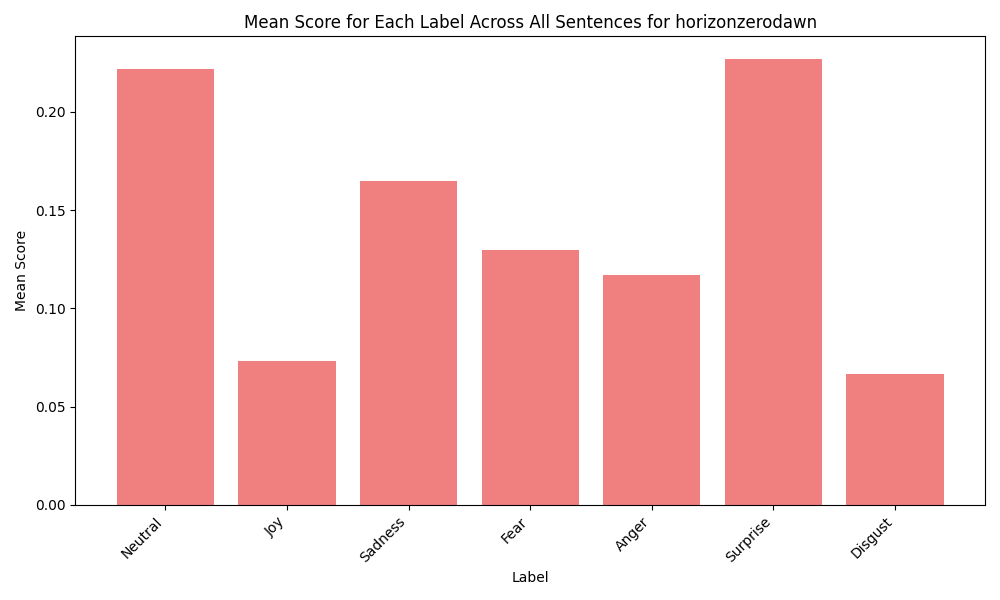 Mean Score for Each Label Across All Sentences for horizonzerodawn
Mean Score
0.20
0.15
0.10
0.05
0.00
Neutral
Joy
Sadness
Fear
Anger
Surprise
Disgust
Label